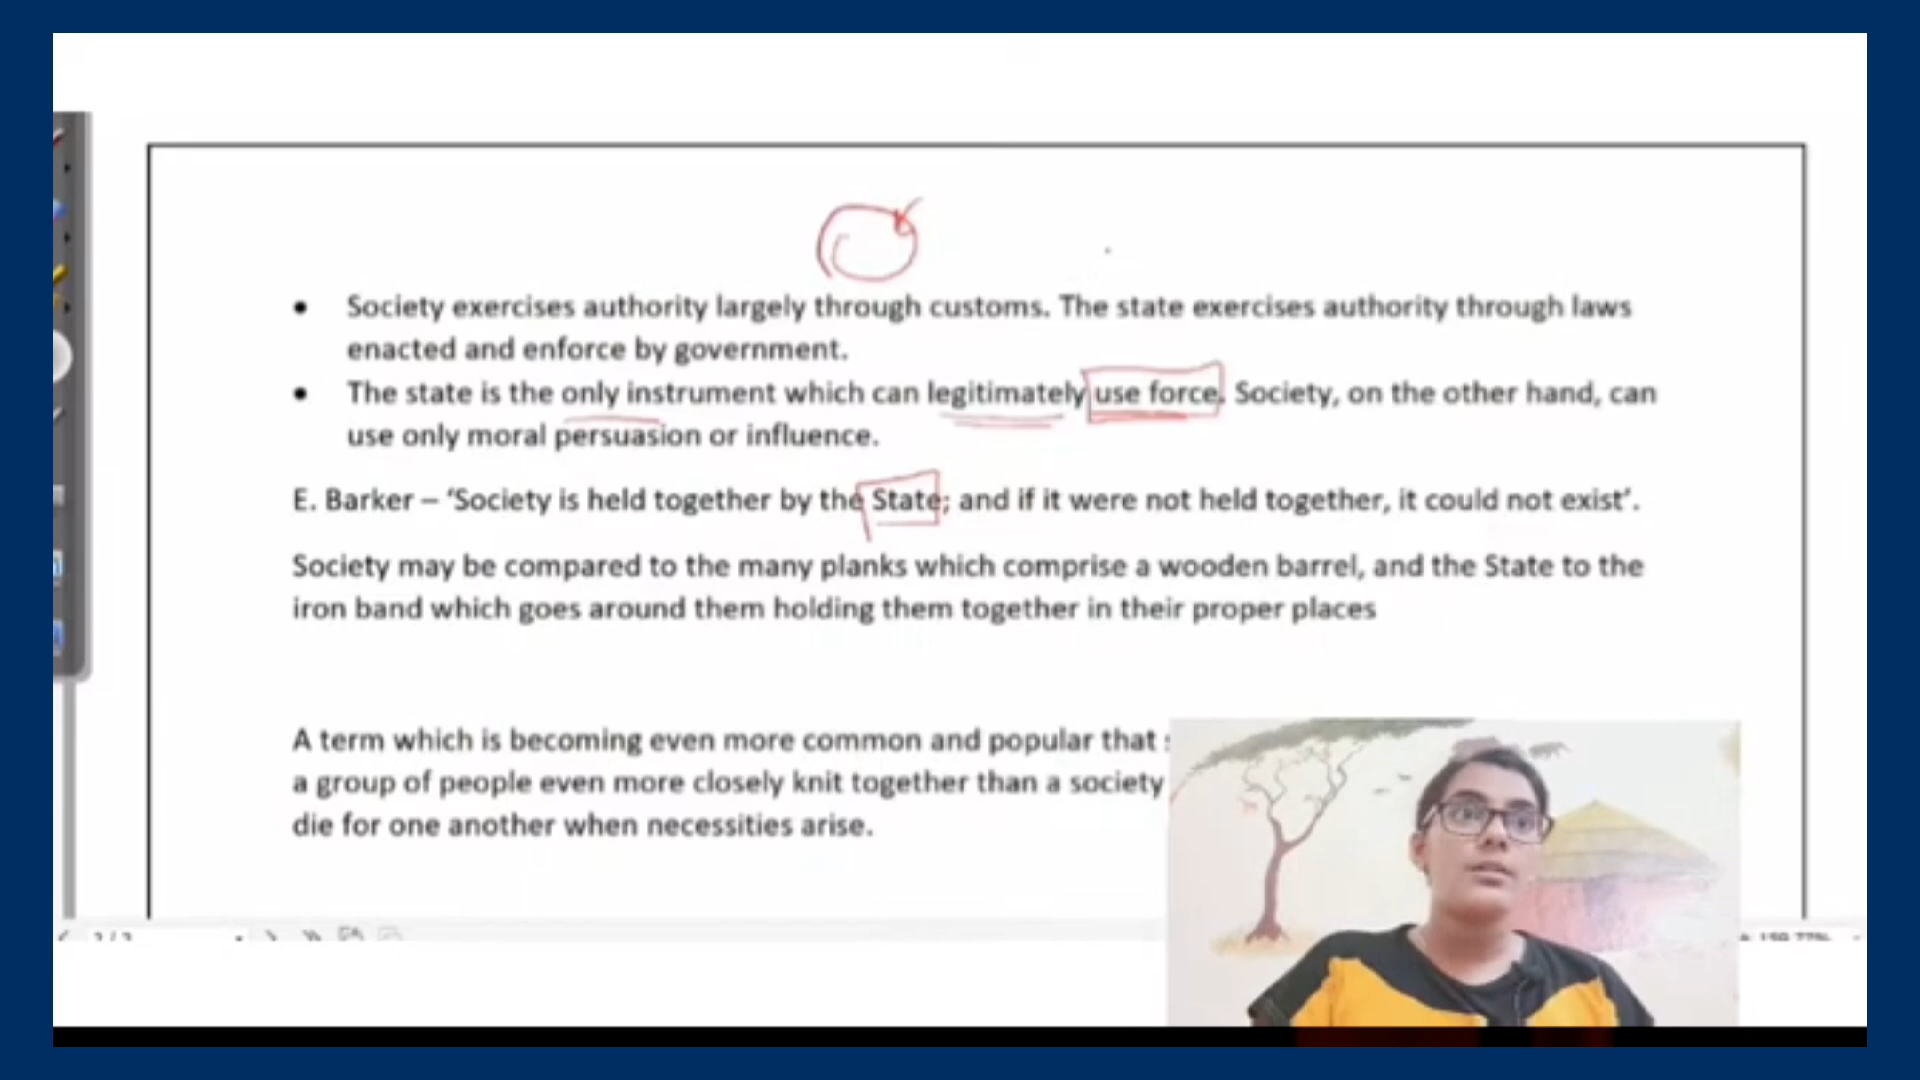 • Society exercises authority largely through customs. The state exercises authority through laws
enacted and enforce by government.
• The state is the only instrument which can legitimately use force. Society, on the other hand, can
use only moral persuasion or influence.
E. Barker – ‘Society is held together by the State; and if it were not held together, it could not exist’.
Society may be compared to the many planks which comprise a wooden barrel, and the State to the
iron band which goes around them holding them together in their proper places
A term which is becoming even more common and popular that
a group of people even more closely knit together than a society
die for one another when necessities arise.